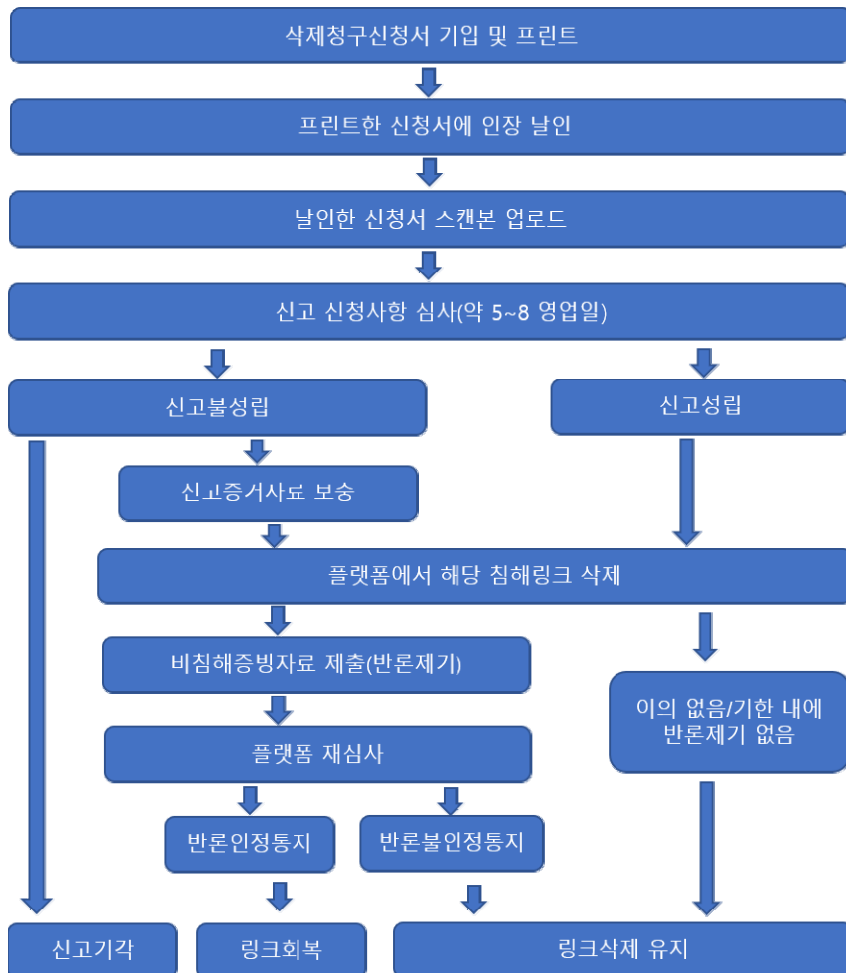 삭제청구신청서 기입 및 프린트
프린트한 신청서에 인장 날인
날인한 신청서 스캔본 업로드
신고 신청사항 심사(약 5~8 영업일)
신고불성립
신고성립
신고증거사료 보충
플랫폼에서 해당 침해링크 삭제
비침해증빙자료 제출(반론제기)
이의 없음/기한 내에
반론제기 없음
플랫폼 재심사
반론인정통지
반론불인정통지
신고기각
링크회복
링크삭제 유지